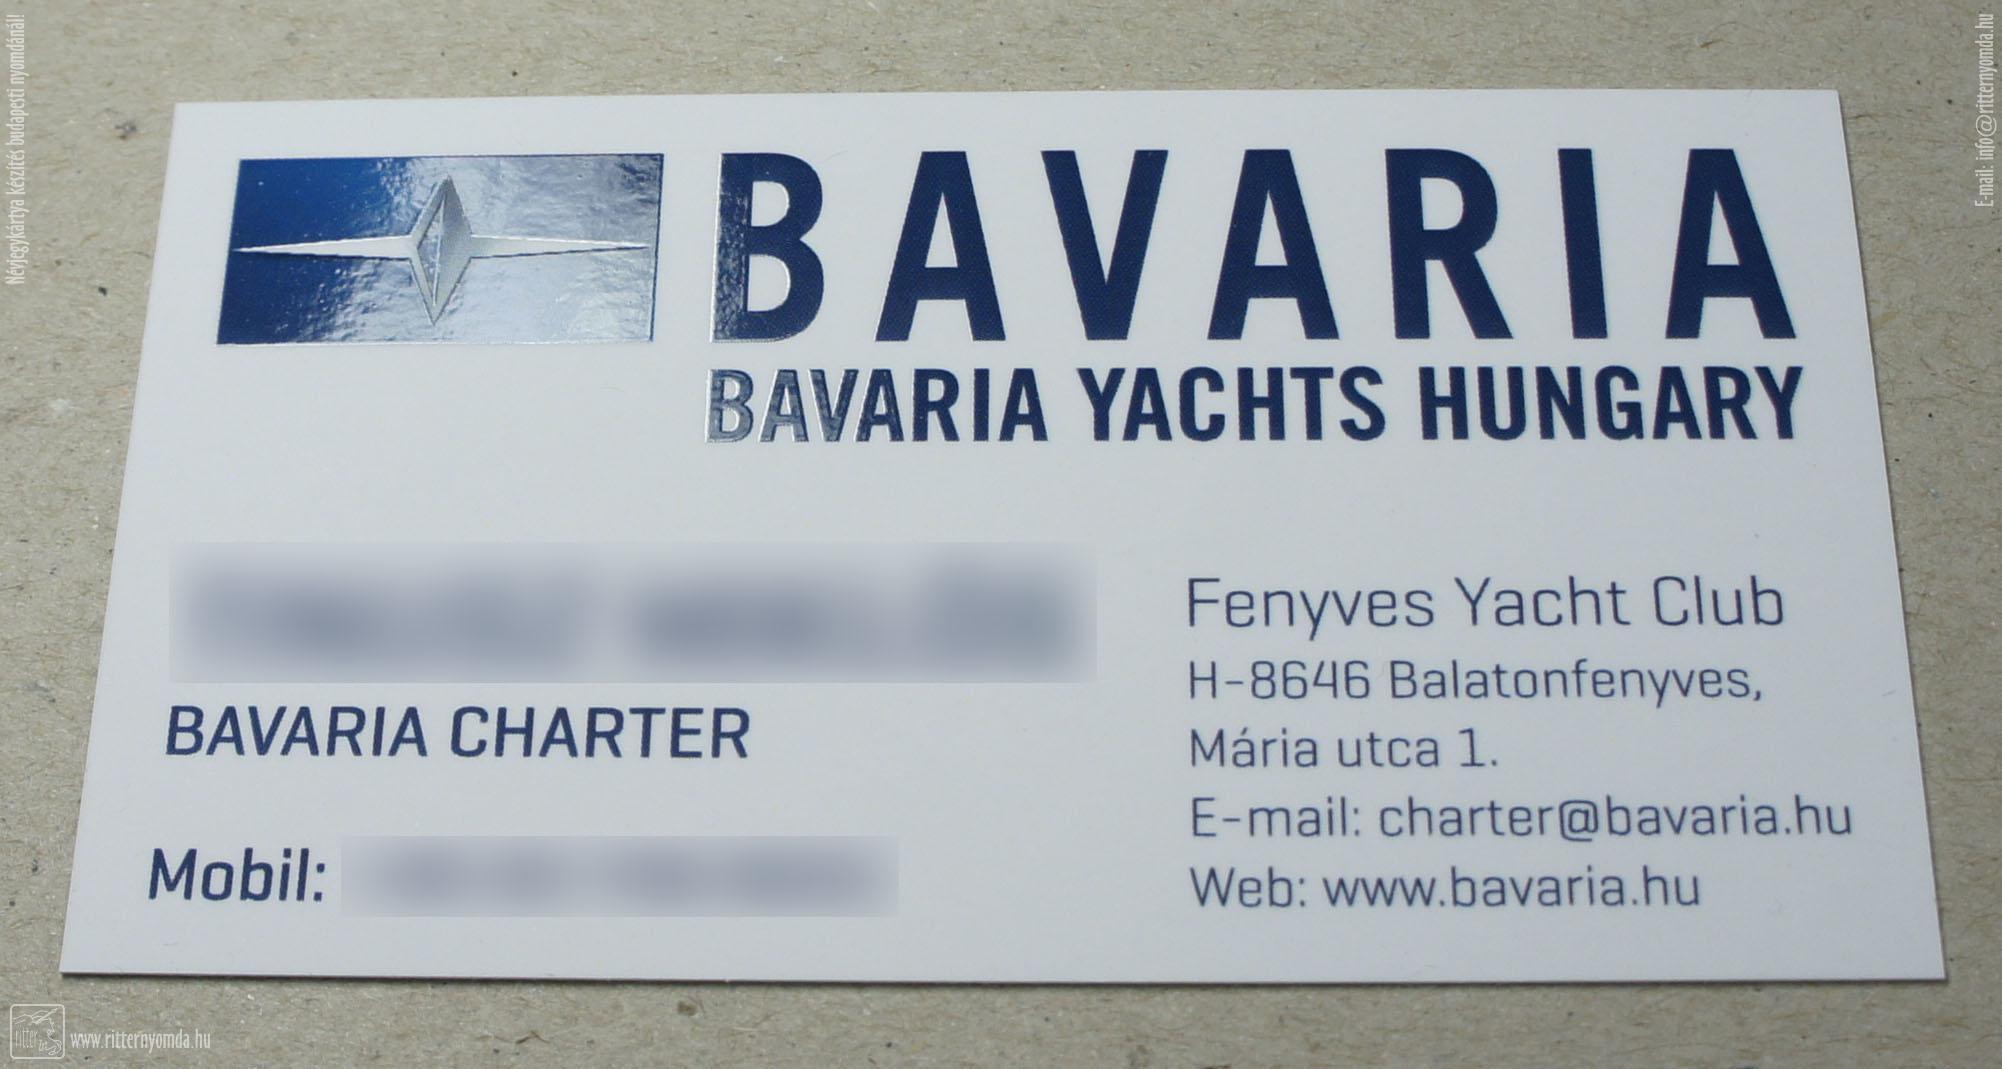 Névjegykártya készítés budapesti nyomdánál!
E-mail: info@ritternyomda.hu
BAVARIA
BAVARIA YACHTS HUNGARY
BAVARIA CHARTER
Mobil:
Fenyves Yacht Club
H-8646 Balatonfenyves,
Mária utca 1.
E-mail: charter@bavaria.hu
Web: www.bavaria.hu
ritter
www.ritternyomda.hu